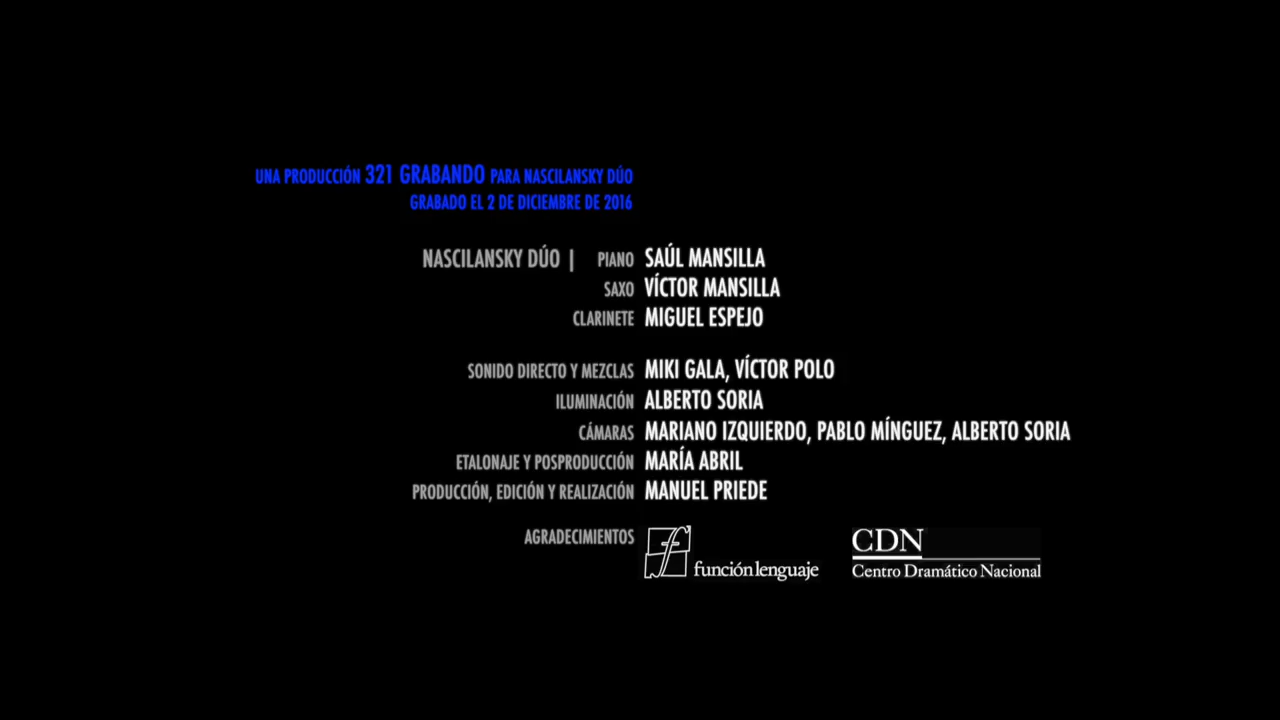 UNA PRODUCCIÓN 321 GRABANDO PARA NASCILANSKY DÚO
GRABADO EL 2 DE DICIEMBRE DE 2016
NASCILANSKY DÚO | PIANO SAÚL MANSILLA
SAXO VÍCTOR MANSILLA
CLARINETE MIGUEL ESPEJO
SONIDO DIRECTO Y MEZCLAS MIKI GALA, VÍCTOR POLO
ILUMINACIÓN ALBERTO SORIA
CÁMARAS MARIANO IZQUIERDO, PABLO MÍNGUEZ, ALBERTO SORIA
ETALONAJE Y POSPRODUCCIÓN MARÍA ABRIL
PRODUCCIÓN, EDICIÓN Y REALIZACIÓN MANUEL PRIEDE
AGRADECIMIENTOS
f funciónlenguaje
CDN
Centro Dramático Nacional